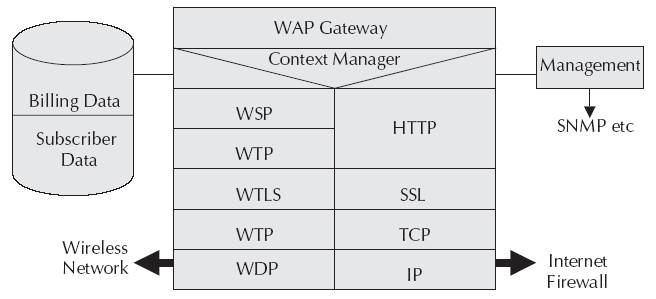 WAP Gateway
Context Manager
Billing Data
Subscriber
Data
Management
SNMP etc
WSP
HTTP
WTP
WTLS
SSL
WTP
TCP
WDP
IP
Wireless
Network
Internet
Firewall